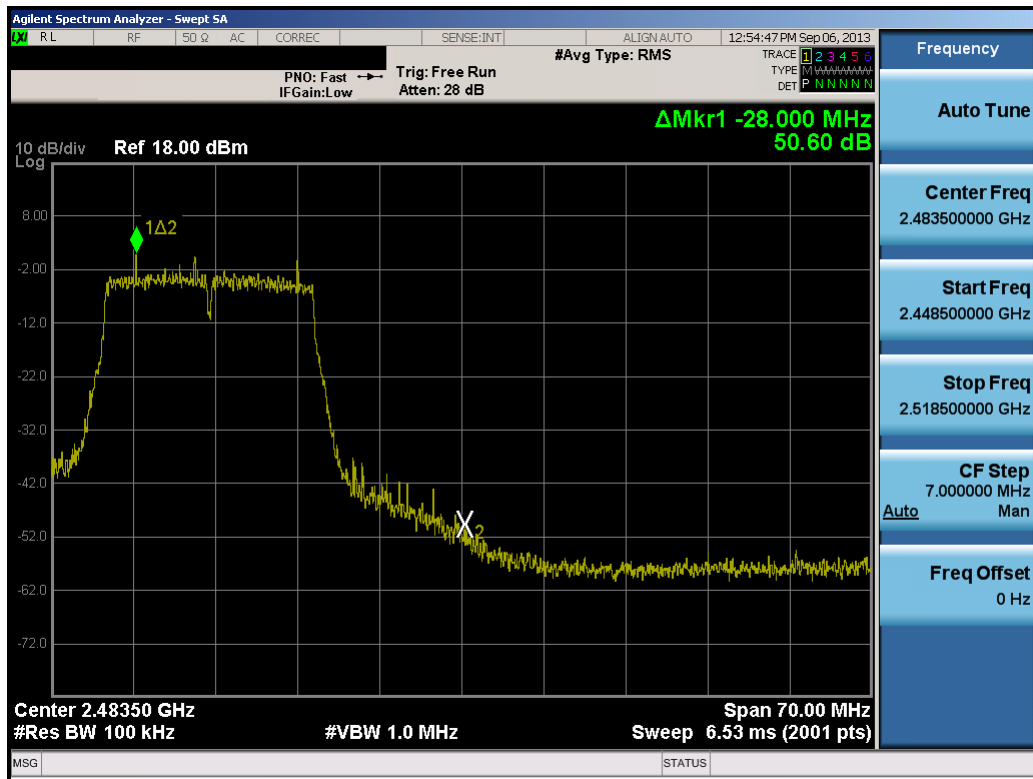 Agilent Spectrum Analyzer - Swept SA
LXI RL RF 50 Ω AC CORREC SENSE:INT ALIGN AUTO 12:54:47 PM Sep 06, 2013
#Avg Type: RMS
TRACE 1 2 3 4 5 6
TYPE M WWWWW
DET P N N N N N
PNO: Fast
IFGain:Low
Trig: Free Run
Atten: 28 dB
ΔMkr1 -28.000 MHz
50.60 dB
10 dB/div
Log
Ref 18.00 dBm
8.00
-2.00
-12.0
-22.0
-32.0
-42.0
-52.0
-62.0
-72.0
1Δ2
X2
Center 2.48350 GHz
Span 70.00 MHz
#Res BW 100 kHz
#VBW 1.0 MHz
Sweep 6.53 ms (2001 pts)
MSG
STATUS
Frequency
Auto Tune
Center Freq
2.483500000 GHz
Start Freq
2.448500000 GHz
Stop Freq
2.518500000 GHz
CF Step
7.000000 MHz
Auto Man
Freq Offset
0 Hz